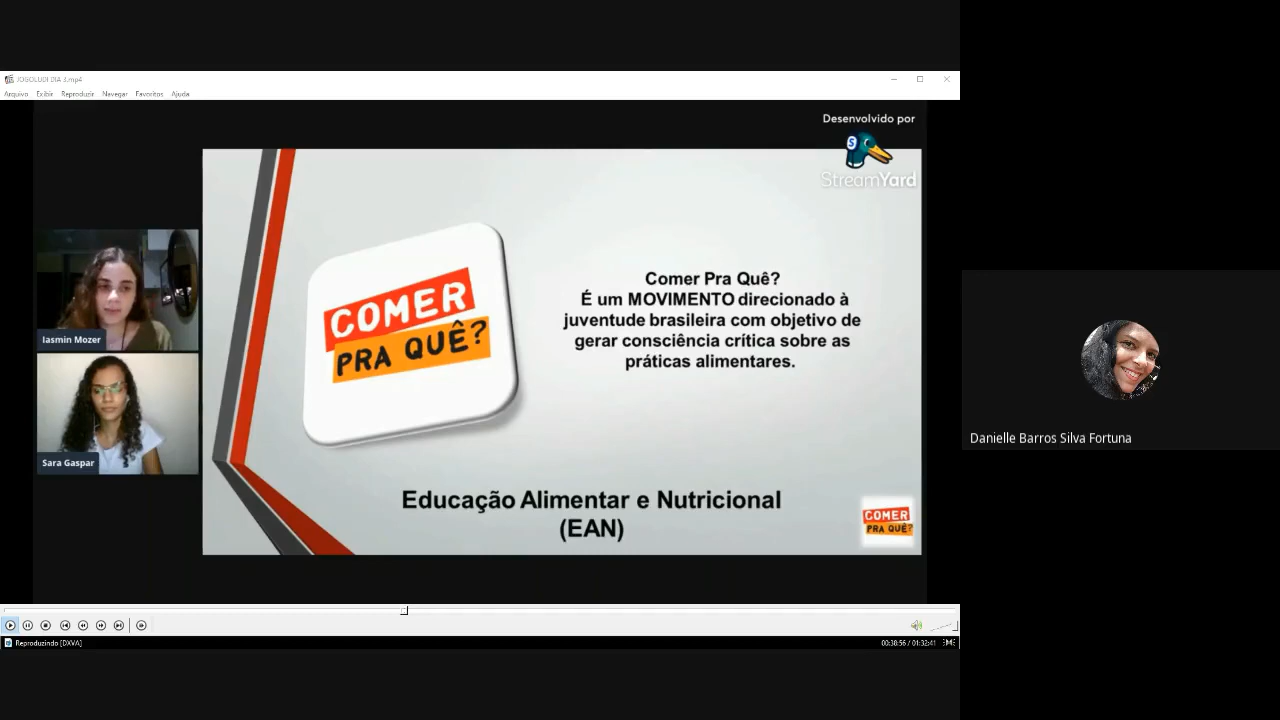 JOGOLUDI DIA 3.mp4
Arquivo Exibir Reproduzir Navegar Favoritos Ajuda
Desenvolvido por
StreamYard
Iasmin Mozer
Sara Gaspar
COMER
PRA QUÊ?
Comer Pra Quê?
É um MOVIMENTO direcionado à
juventude brasileira com objetivo de
gerar consciência crítica sobre as
práticas alimentares.
Educação Alimentar e Nutricional
(EAN)
COMER
PRA QUÊ?
Danielle Barros Silva Fortuna
Reproduzindo [DXVA]
00:38:56 / 01:32:41